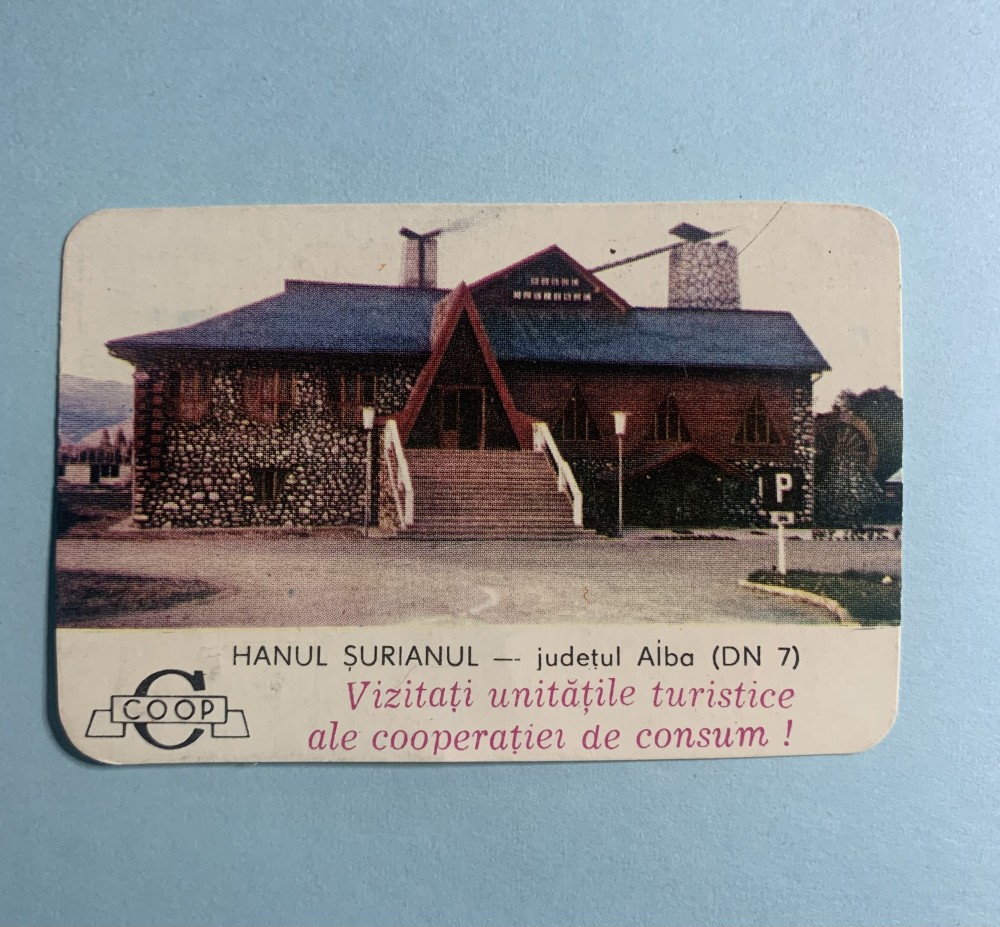 P
HANUL ȘURIANUL — județul Alba (DN 7)
COOP
Vizitați unitățile turistice
ale cooperației de consum !